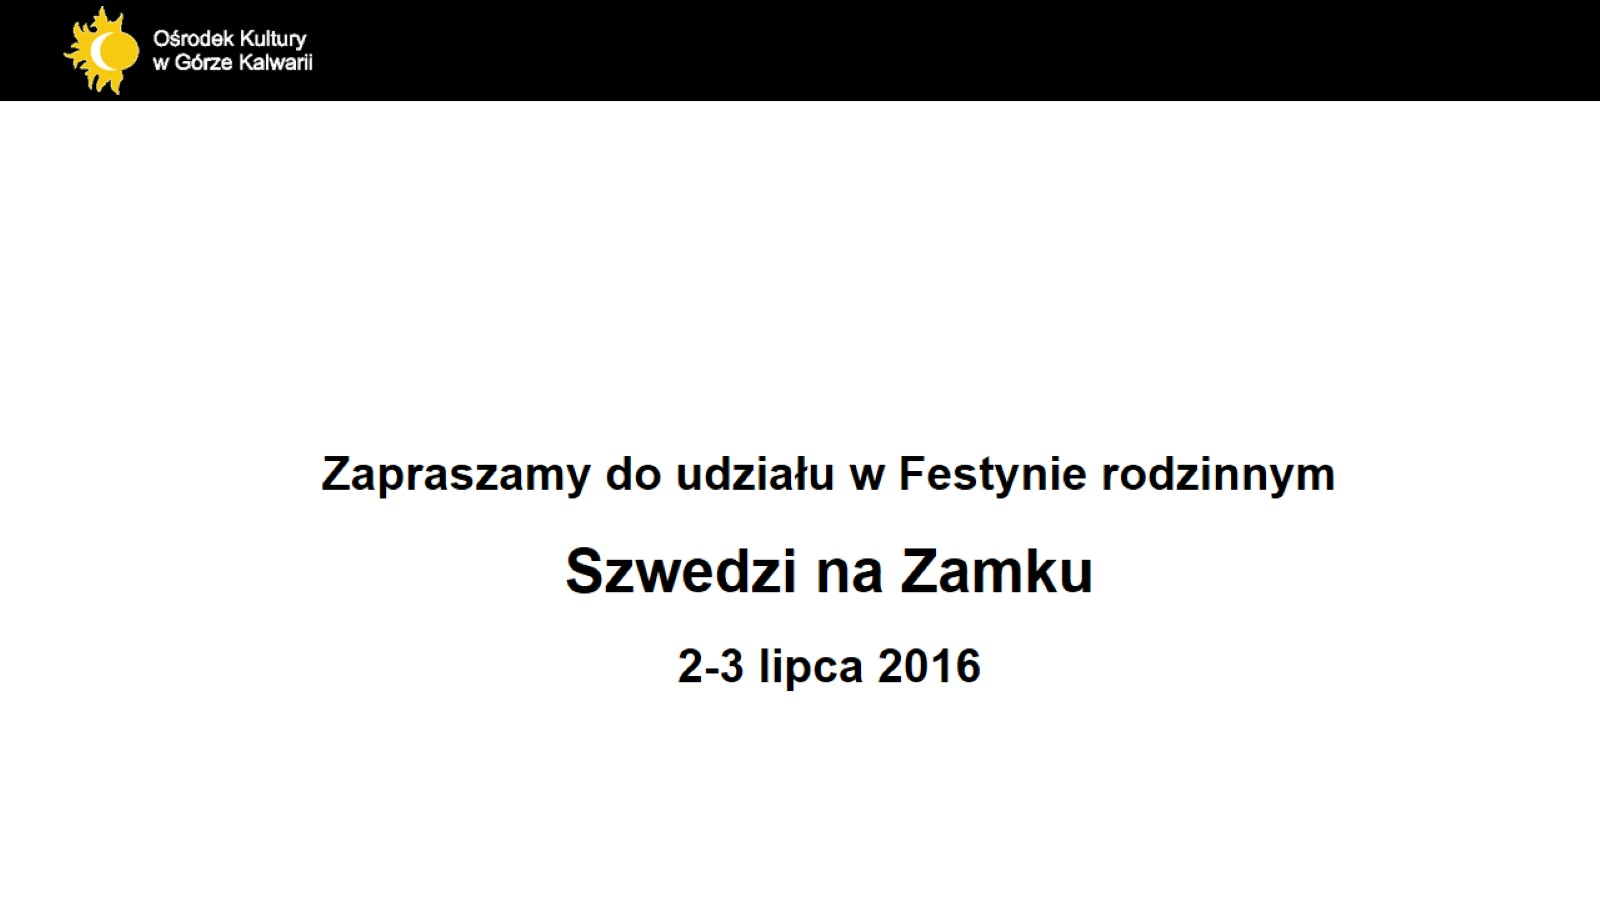 Ośrodek Kultury
w Górze Kalwarii
Zapraszamy do udziału w Festynie rodzinnym
Szwedzi na Zamku
2-3 lipca 2016